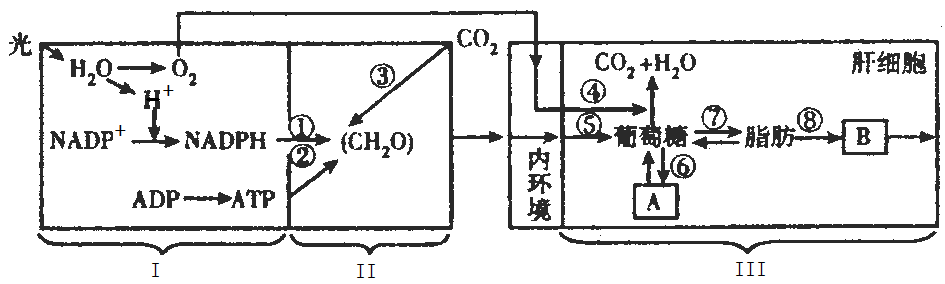 光
H₂O
O₂
H⁺
NADP⁺
NADPH
ADP
ATP
①
②
③
(CH₂O)
CO₂
I
II
内环境
CO₂+H₂O
肝细胞
④
⑤
葡萄糖
⑥
⑦
脂肪
⑧
A
B
III